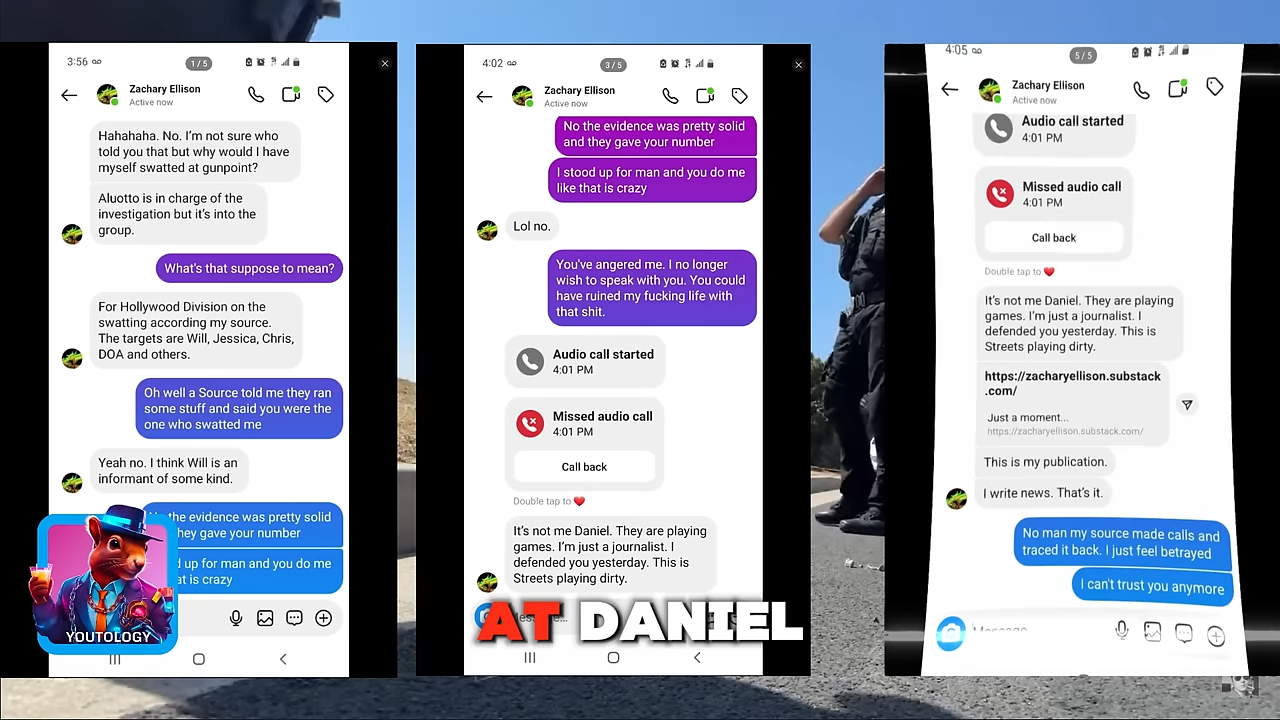 3:56
1/5
Zachary Ellison
Active now
Hahahaha. No. I'm not sure who
told you that but why would I have
myself swatted at gunpoint?
Aluotto is in charge of the
investigation but it's into the
group.
What's that suppose to mean?
For Hollywood Division on the
swatting according my source.
The targets are Will, Jessica, Chris,
DOA and others.
Oh well a Source told me they ran
some stuff and said you were the
one who swatted me
Yeah no. I think Will is an
informant of some kind.
the evidence was pretty solid
hey gave your number
up for man and you do me
at is crazy
YOUTOLOGY
4:02
3/5
Zachary Ellison
Active now
No the evidence was pretty solid
and they gave your number
I stood up for man and you do me
like that is crazy
Lol no.
You've angered me. I no longer
wish to speak with you. You could
have ruined my fucking life with
that shit.
Audio call started
4:01 PM
Missed audio call
4:01 PM
Call back
Double tap to ❤️
It's not me Daniel. They are playing
games. I'm just a journalist. I
defended you yesterday. This is
Streets playing dirty.
AT DANIEL
4:05
5/5
Zachary Ellison
Active now
Audio call started
4:01 PM
Missed audio call
4:01 PM
Call back
Double tap to ❤️
It's not me Daniel. They are playing
games. I'm just a journalist. I
defended you yesterday. This is
Streets playing dirty.
https://zacharyellison.substack
.com/
Just a moment...
https://zacharyellison.substack.com/
This is my publication.
I write news. That's it.
No man my source made calls and
traced it back. I just feel betrayed
I can't trust you anymore